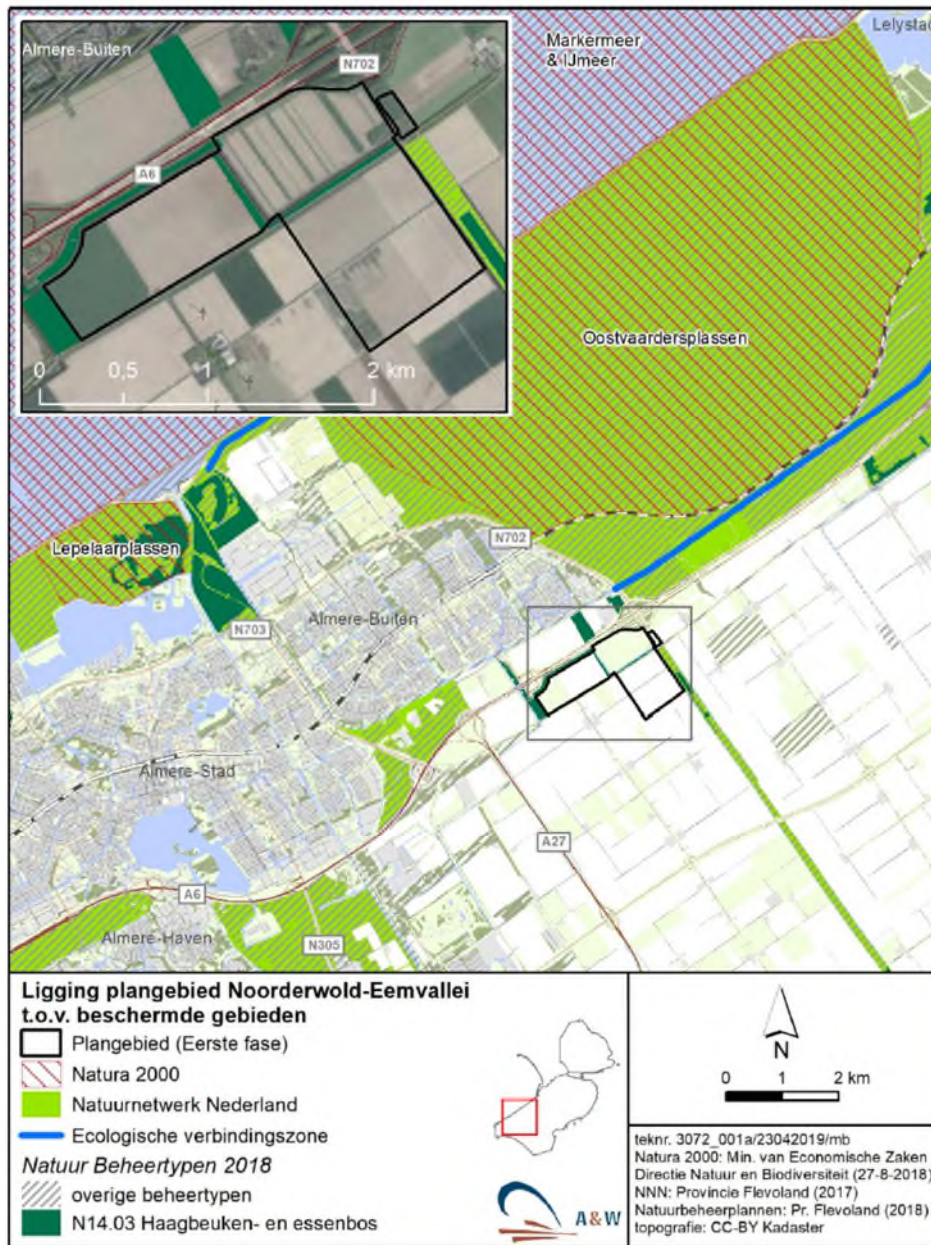 Almere-Buiten
N702
A6
0 0,5 1 2 km
Markermeer
& IJmeer
Lelystad
Oostvaardersplassen
Lepelaarplassen
N702
N703
Almere-Buiten
Almere-Stad
A27
A6
Almere-Haven
N305
Ligging plangebied Noorderwold-Eemvallei
t.o.v. beschermde gebieden
Plangebied (Eerste fase)
Natura 2000
Natuurnetwerk Nederland
Ecologische verbindingszone
Natuur Beheertypen 2018
overige beheertypen
N14.03 Haagbeuken- en essenbos
A&W
N
0 1 2 km
teknr. 3072_001a/23042019/mb
Natura 2000: Min. van Economische Zaken
Directie Natuur en Biodiversiteit (27-8-2018)
NNN: Provincie Flevoland (2017)
Natuurbeheerplannen: Pr. Flevoland (2018)
topografie: CC-BY Kadaster